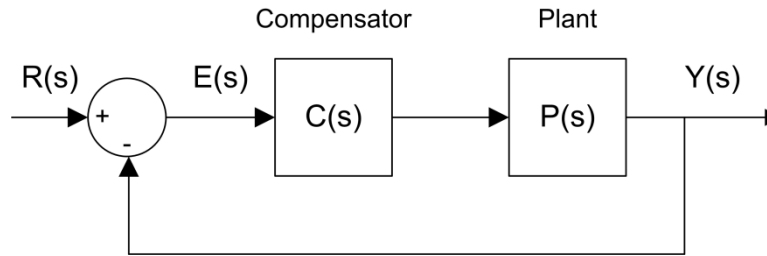 Compensator
Plant
R(s)
E(s)
Y(s)
+
C(s)
P(s)
-